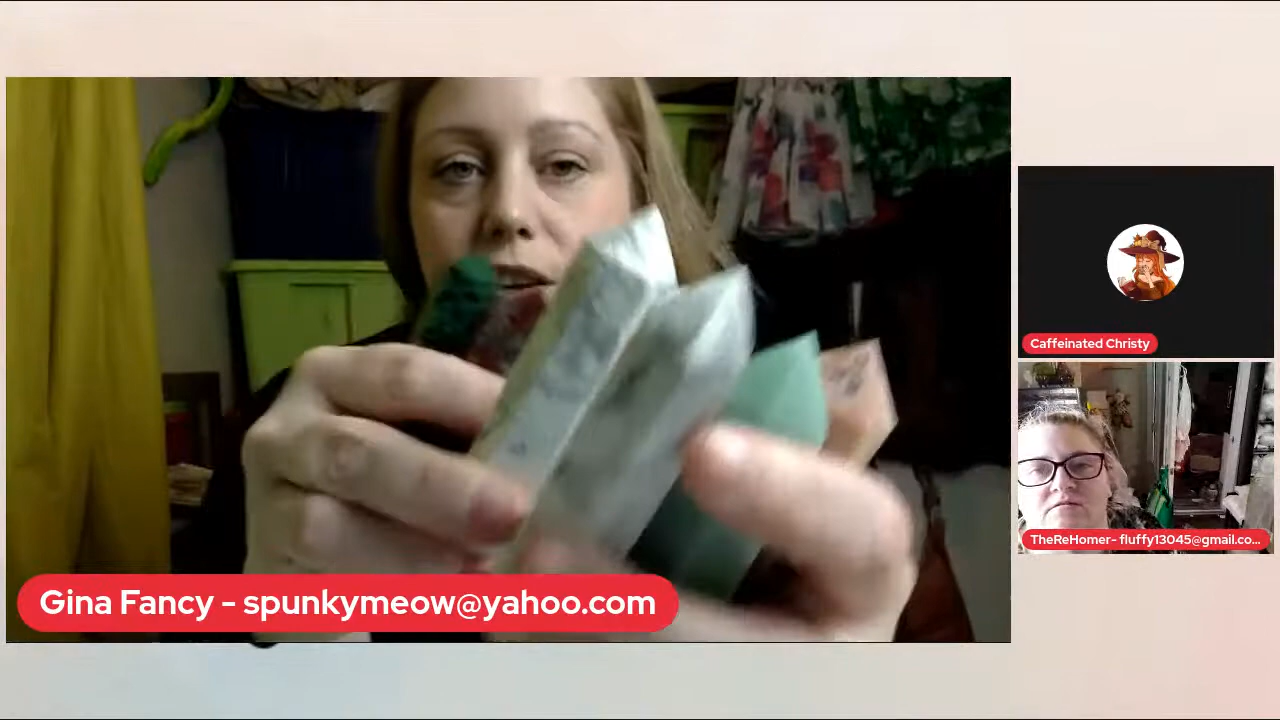 Caffeinated Christy
TheReHomer- fluffy13045@gmail.co...
Gina Fancy - spunkymeow@yahoo.com